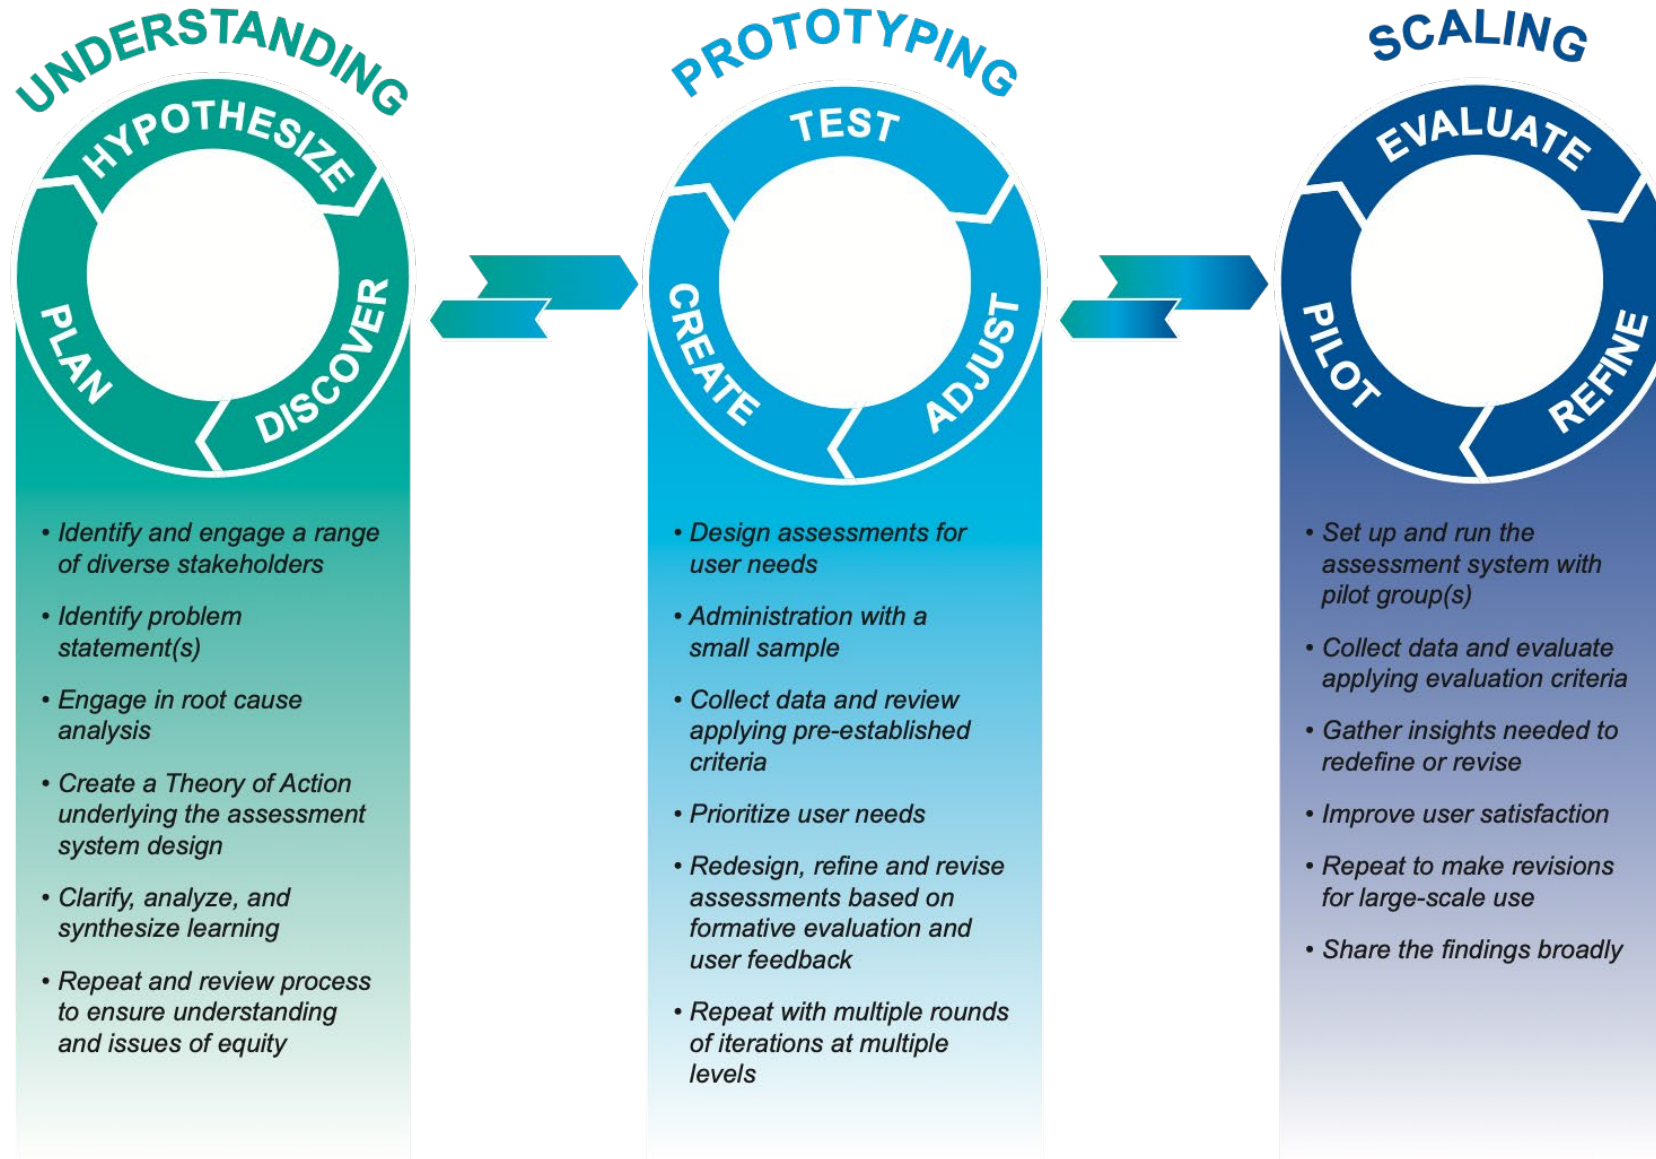 UNDERSTANDING
HYPOTHESIZE
PLAN
DISCOVER
• Identify and engage a range
of diverse stakeholders
• Identify problem
statement(s)
• Engage in root cause
analysis
• Create a Theory of Action
underlying the assessment
system design
• Clarify, analyze, and
synthesize learning
• Repeat and review process
to ensure understanding
and issues of equity
PROTOTYPING
TEST
CREATE
ADJUST
• Design assessments for
user needs
• Administration with a
small sample
• Collect data and review
applying pre-established
criteria
• Prioritize user needs
• Redesign, refine and revise
assessments based on
formative evaluation and
user feedback
• Repeat with multiple rounds
of iterations at multiple
levels
SCALING
EVALUATE
PILOT
REFINE
• Set up and run the
assessment system with
pilot group(s)
• Collect data and evaluate
applying evaluation criteria
• Gather insights needed to
redefine or revise
• Improve user satisfaction
• Repeat to make revisions
for large-scale use
• Share the findings broadly